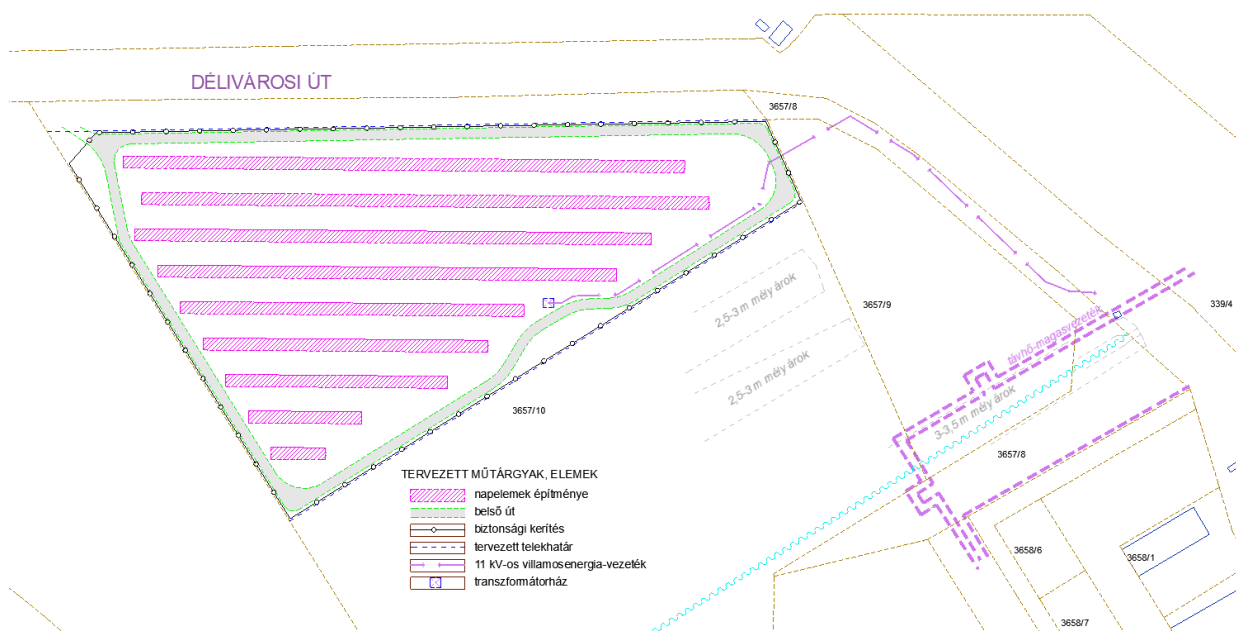 DÉLIVÁROSI ÚT
3657/8
2,5-3 m mély árok
3657/9
339/4
távhő-magasvezeték
2,5-3 m mély árok
3-3,5 m mély árok
3657/10
3657/8
TERVEZETT MŰTÁRGYAK, ELEMEK
napelemek építménye
belső út
biztonsági kerítés
tervezett telekhatár
11 kV-os villamosenergia-vezeték
transzformátorház
3658/6
3658/1
3658/7